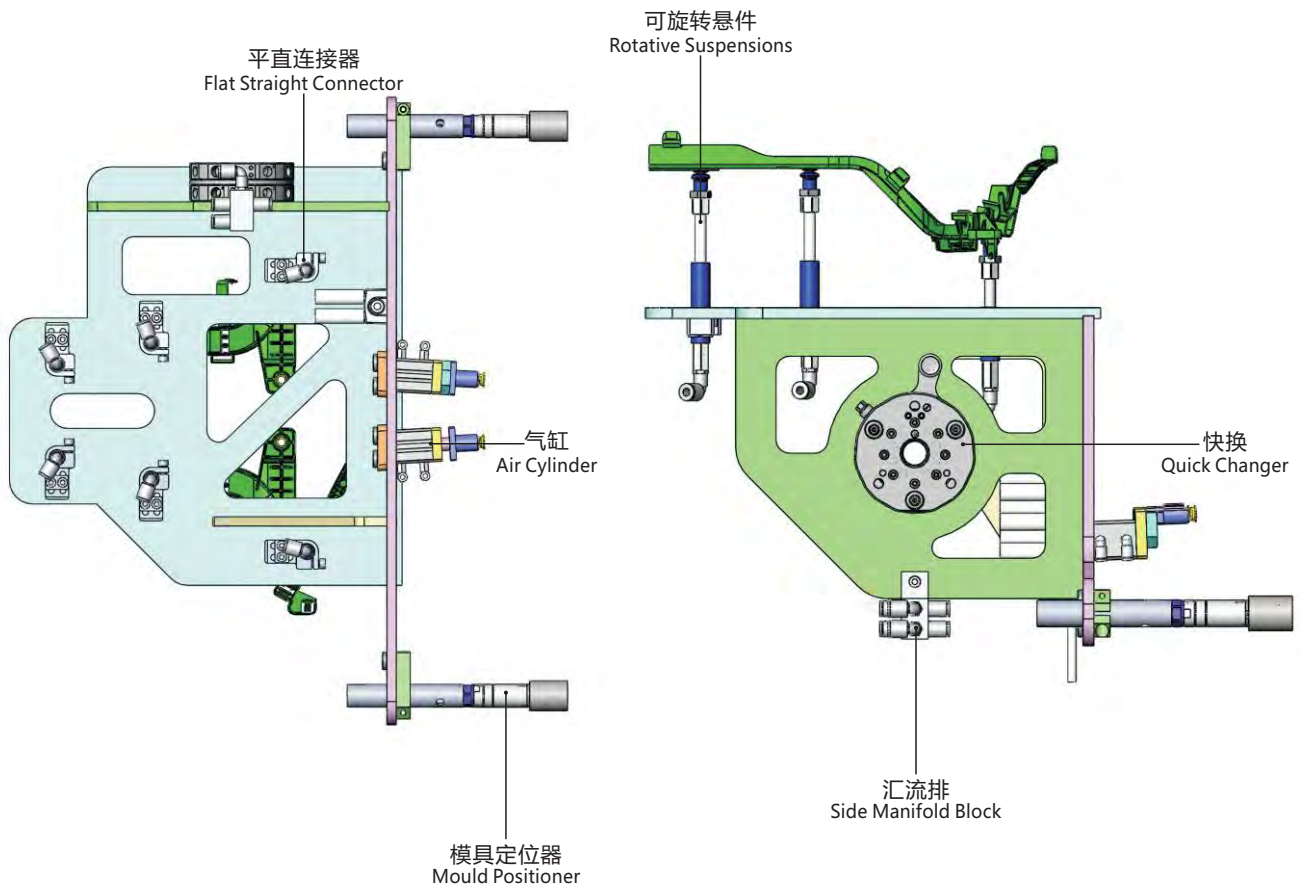 可旋转悬件
Rotative Suspensions
平直连接器
Flat Straight Connector
气缸
Air Cylinder
快换
Quick Changer
汇流排
Side Manifold Block
模具定位器
Mould Positioner